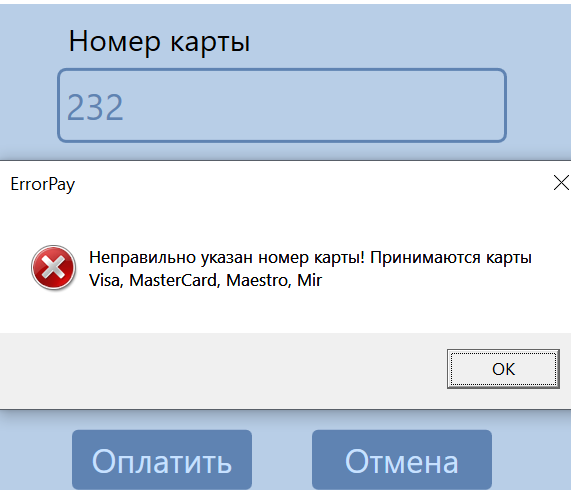 Номер карты
232
ErrorPay
Неправильно указан номер карты! Принимаются карты
Visa, MasterCard, Maestro, Mir
OK
Оплатить
Отмена